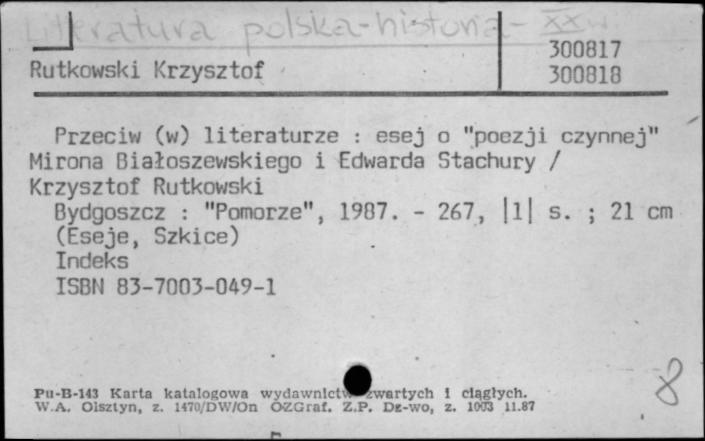 Literatura polska-historia - XX w.
300817
Rutkowski Krzysztof
300818
Przeciw (w) literaturze : esej o "poezji czynnej"
Mirona Białoszewskiego i Edwarda Stachury /
Krzysztof Rutkowski
Bydgoszcz : "Pomorze", 1987. - 267, |1| s. ; 21 cm
(Eseje, Szkice)
Indeks
ISBN 83-7003-049-1
Pu-B-143 Karta katalogowa wydawnictw zwartych i ciągłych.
W.A. Olsztyn, z. 1470/DW/On OZGraf. Z.P. Dz-wo, z. 1003 11.87
8